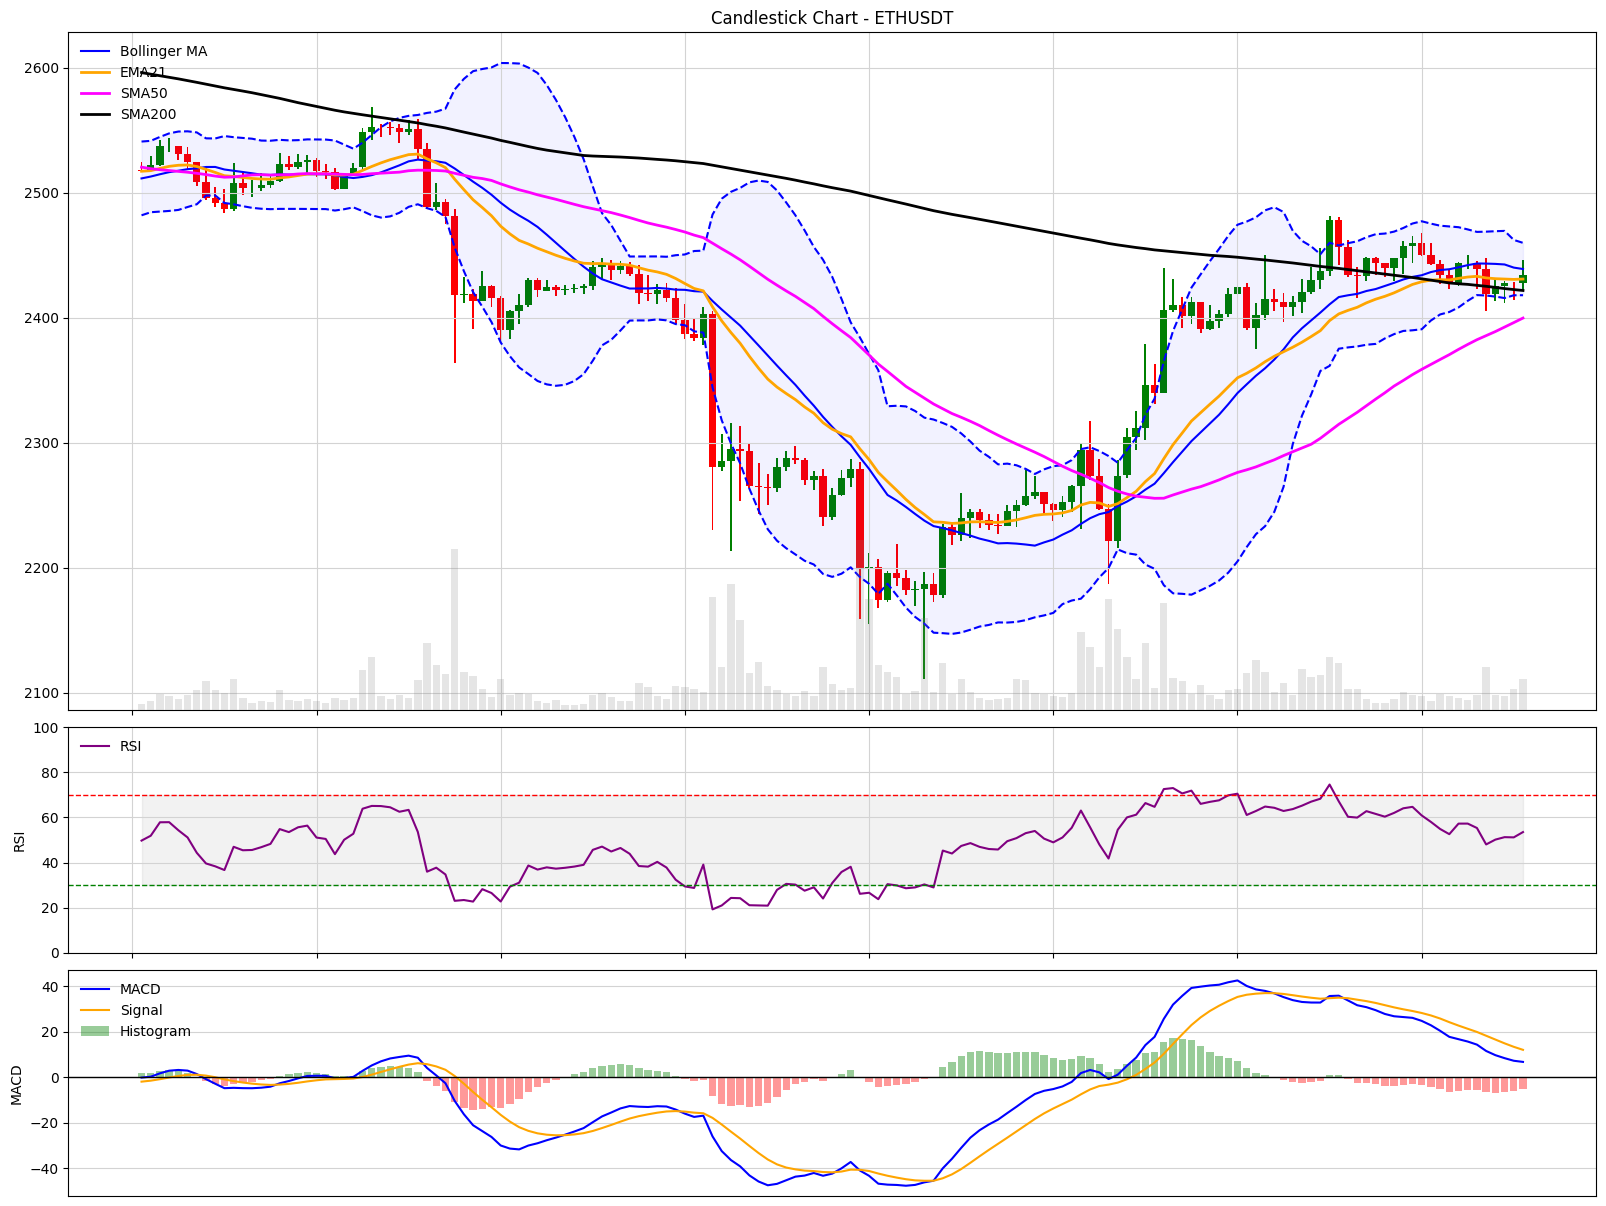 Candlestick Chart - ETHUSDT
Bollinger MA
EMA21
SMA50
SMA200
2600
2500
2400
2300
2200
2100
RSI
100
80
60
40
20
0
RSI
MACD
Signal
Histogram
40
20
0
−20
−40
MACD